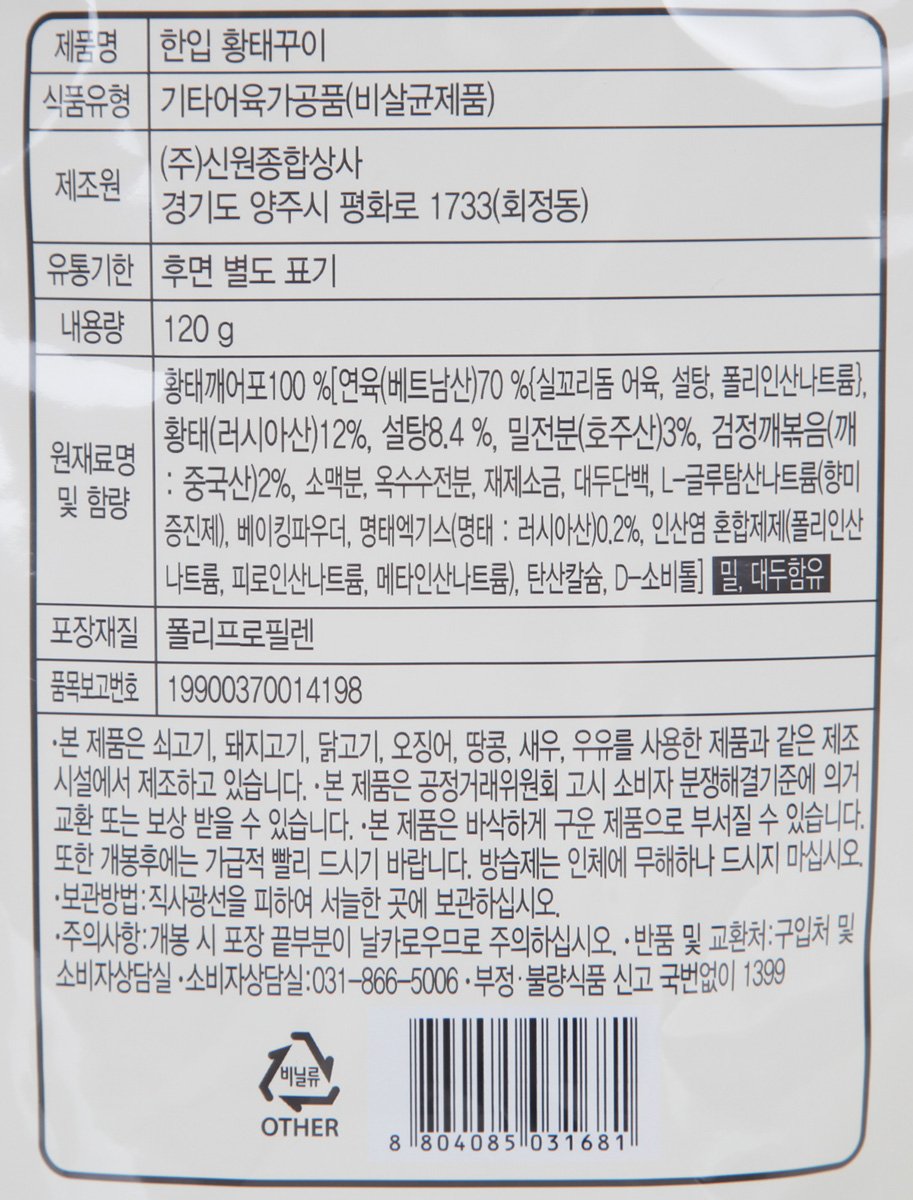 제품명 한입 황태꾸이
식품유형 기타어육가공품(비살균제품)
제조원 (주)신원종합상사
경기도 양주시 평화로 1733(회정동)
유통기한 후면 별도 표기
내용량 120 g
원재료명 및 함량
황태깨어포100 %[연육(베트남산)70 %{실꼬리돔 어육, 설탕, 폴리인산나트륨},
황태(러시아산)12%, 설탕8.4 %, 밀전분(호주산)3%, 검정깨볶음(깨
: 중국산)2%, 소맥분, 옥수수전분, 재제소금, 대두단백, L-글루탐산나트륨(향미
증진제), 베이킹파우더, 명태엑기스(명태 : 러시아산)0.2%, 인산염 혼합제제(폴리인산
나트륨, 피로인산나트륨, 메타인산나트륨), 탄산칼슘, D-소비톨] 밀, 대두함유
포장재질 폴리프로필렌
품목보고번호 19900370014198
·본 제품은 쇠고기, 돼지고기, 닭고기, 오징어, 땅콩, 새우, 우유를 사용한 제품과 같은 제조
시설에서 제조하고 있습니다. ·본 제품은 공정거래위원회 고시 소비자 분쟁해결기준에 의거
교환 또는 보상 받을 수 있습니다. ·본 제품은 바삭하게 구운 제품으로 부서질 수 있습니다.
또한 개봉후에는 가급적 빨리 드시기 바랍니다. 방습제는 인체에 무해하나 드시지 마십시오.
·보관방법:직사광선을 피하여 서늘한 곳에 보관하십시오.
·주의사항:개봉 시 포장 끝부분이 날카로우므로 주의하십시오. ·반품 및 교환처:구입처 및
소비자상담실 ·소비자상담실:031-866-5006 ·부정·불량식품 신고 국번없이 1399
비닐류
OTHER
8 804085 031681